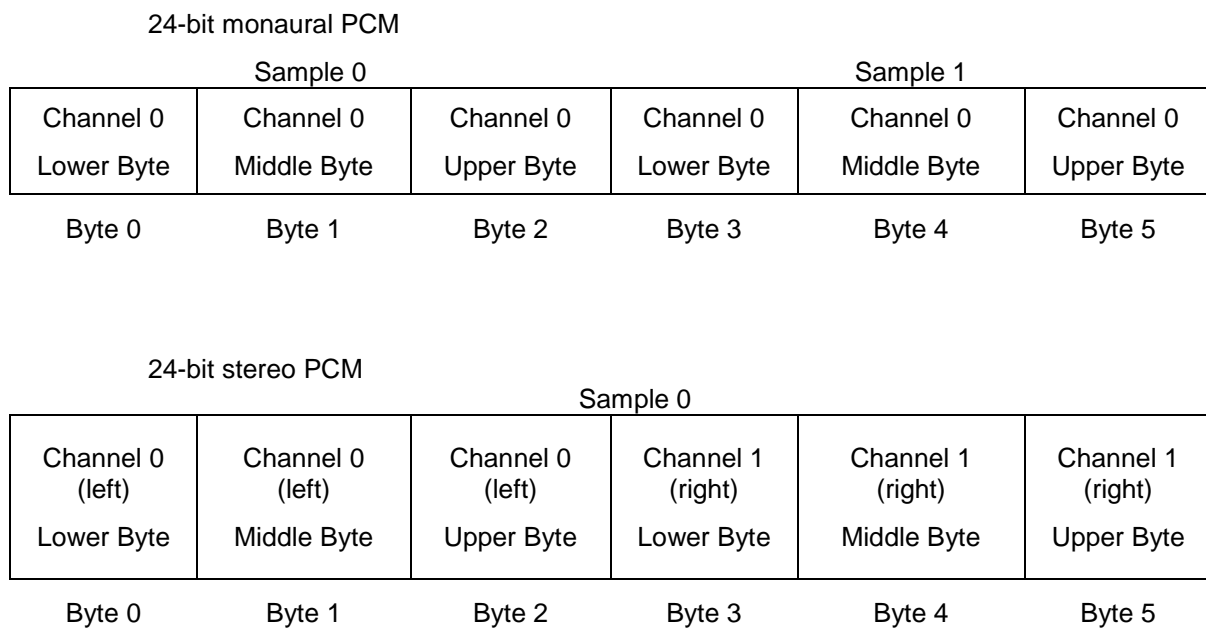 24-bit monaural PCM
Sample 0 Sample 1
Channel 0 Channel 0 Channel 0 Channel 0 Channel 0 Channel 0
Lower Byte Middle Byte Upper Byte Lower Byte Middle Byte Upper Byte
Byte 0 Byte 1 Byte 2 Byte 3 Byte 4 Byte 5
24-bit stereo PCM
Sample 0
Channel 0 Channel 0 Channel 0 Channel 1 Channel 1 Channel 1
(left) (left) (left) (right) (right) (right)
Lower Byte Middle Byte Upper Byte Lower Byte Middle Byte Upper Byte
Byte 0 Byte 1 Byte 2 Byte 3 Byte 4 Byte 5